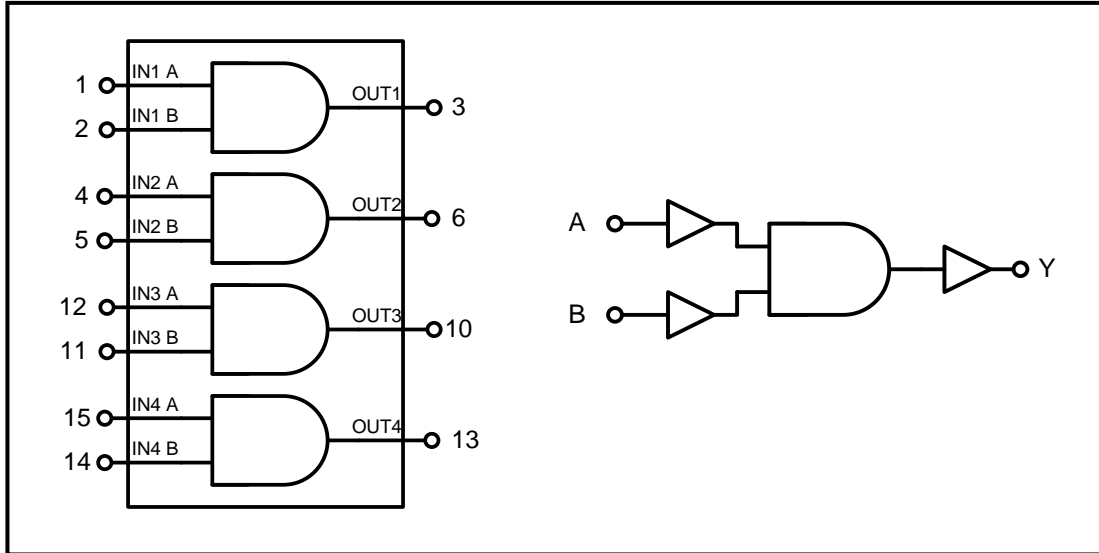 1 IN1 A
OUT1 3
2 IN1 B
4 IN2 A
OUT2 6
5 IN2 B
12 IN3 A
OUT3 10
11 IN3 B
15 IN4 A
OUT4 13
14 IN4 B
A
Y
B